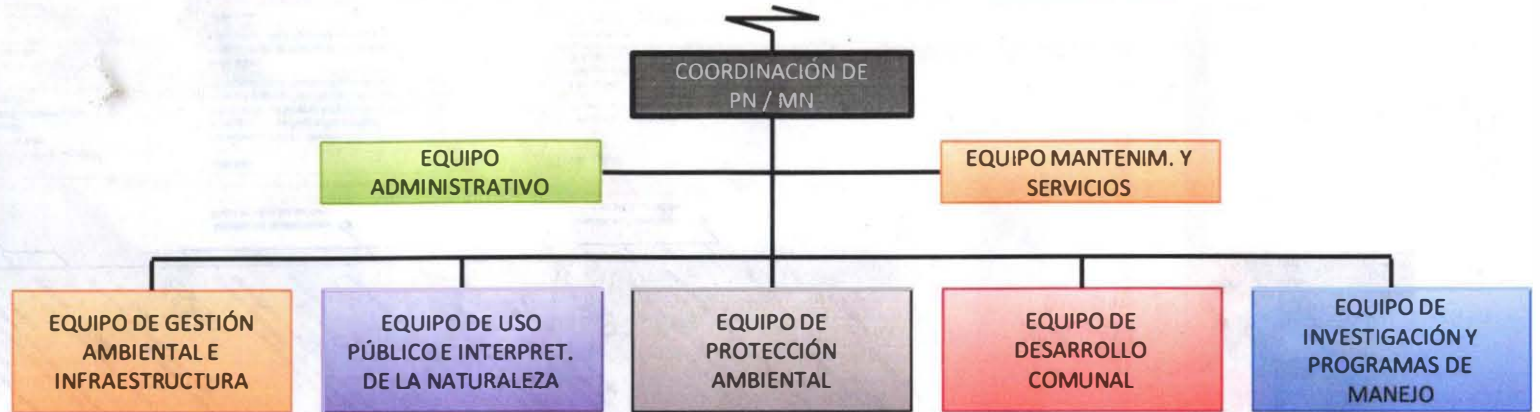 COORDINACIÓN DE
PN / MN
EQUIPO
ADMINISTRATIVO
EQUIPO MANTENIM. Y
SERVICIOS
EQUIPO DE GESTIÓN
AMBIENTAL E
INFRAESTRUCTURA
EQUIPO DE USO
PÚBLICO E INTERPRET.
DE LA NATURALEZA
EQUIPO DE
PROTECCIÓN
AMBIENTAL
EQUIPO DE
DESARROLLO
COMUNAL
EQUIPO DE
INVESTIGACIÓN Y
PROGRAMAS DE
MANEJO